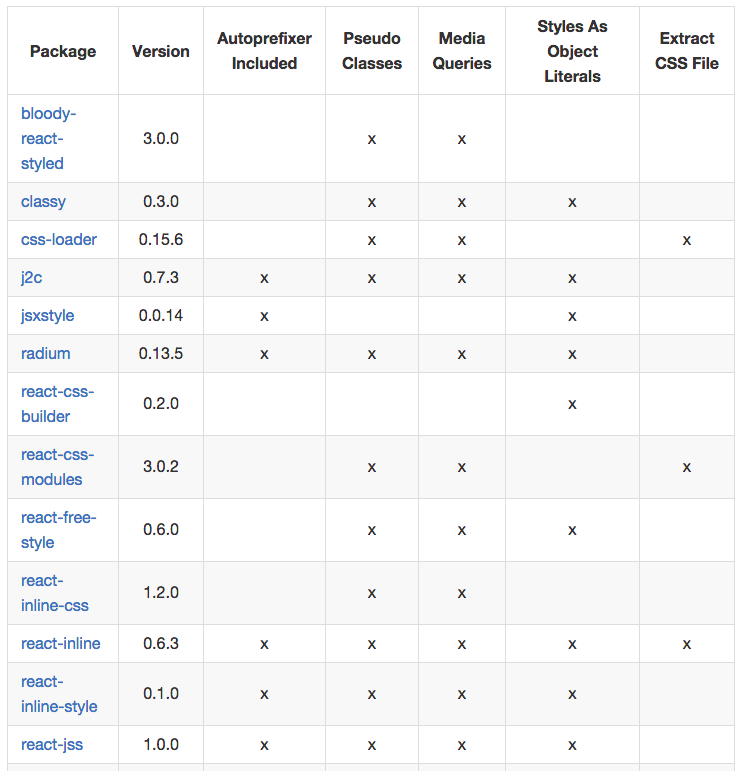 Package Version Autoprefixer Included Pseudo Classes Media Queries Styles As Object Literals Extract CSS File
bloody-react-styled 3.0.0 x x
classy 0.3.0 x x x
css-loader 0.15.6 x x x
j2c 0.7.3 x x x x
jsxstyle 0.0.14 x x
radium 0.13.5 x x x x
react-css-builder 0.2.0 x
react-css-modules 3.0.2 x x x
react-free-style 0.6.0 x x x
react-inline-css 1.2.0 x x
react-inline 0.6.3 x x x x x
react-inline-style 0.1.0 x x x x
react-jss 1.0.0 x x x x